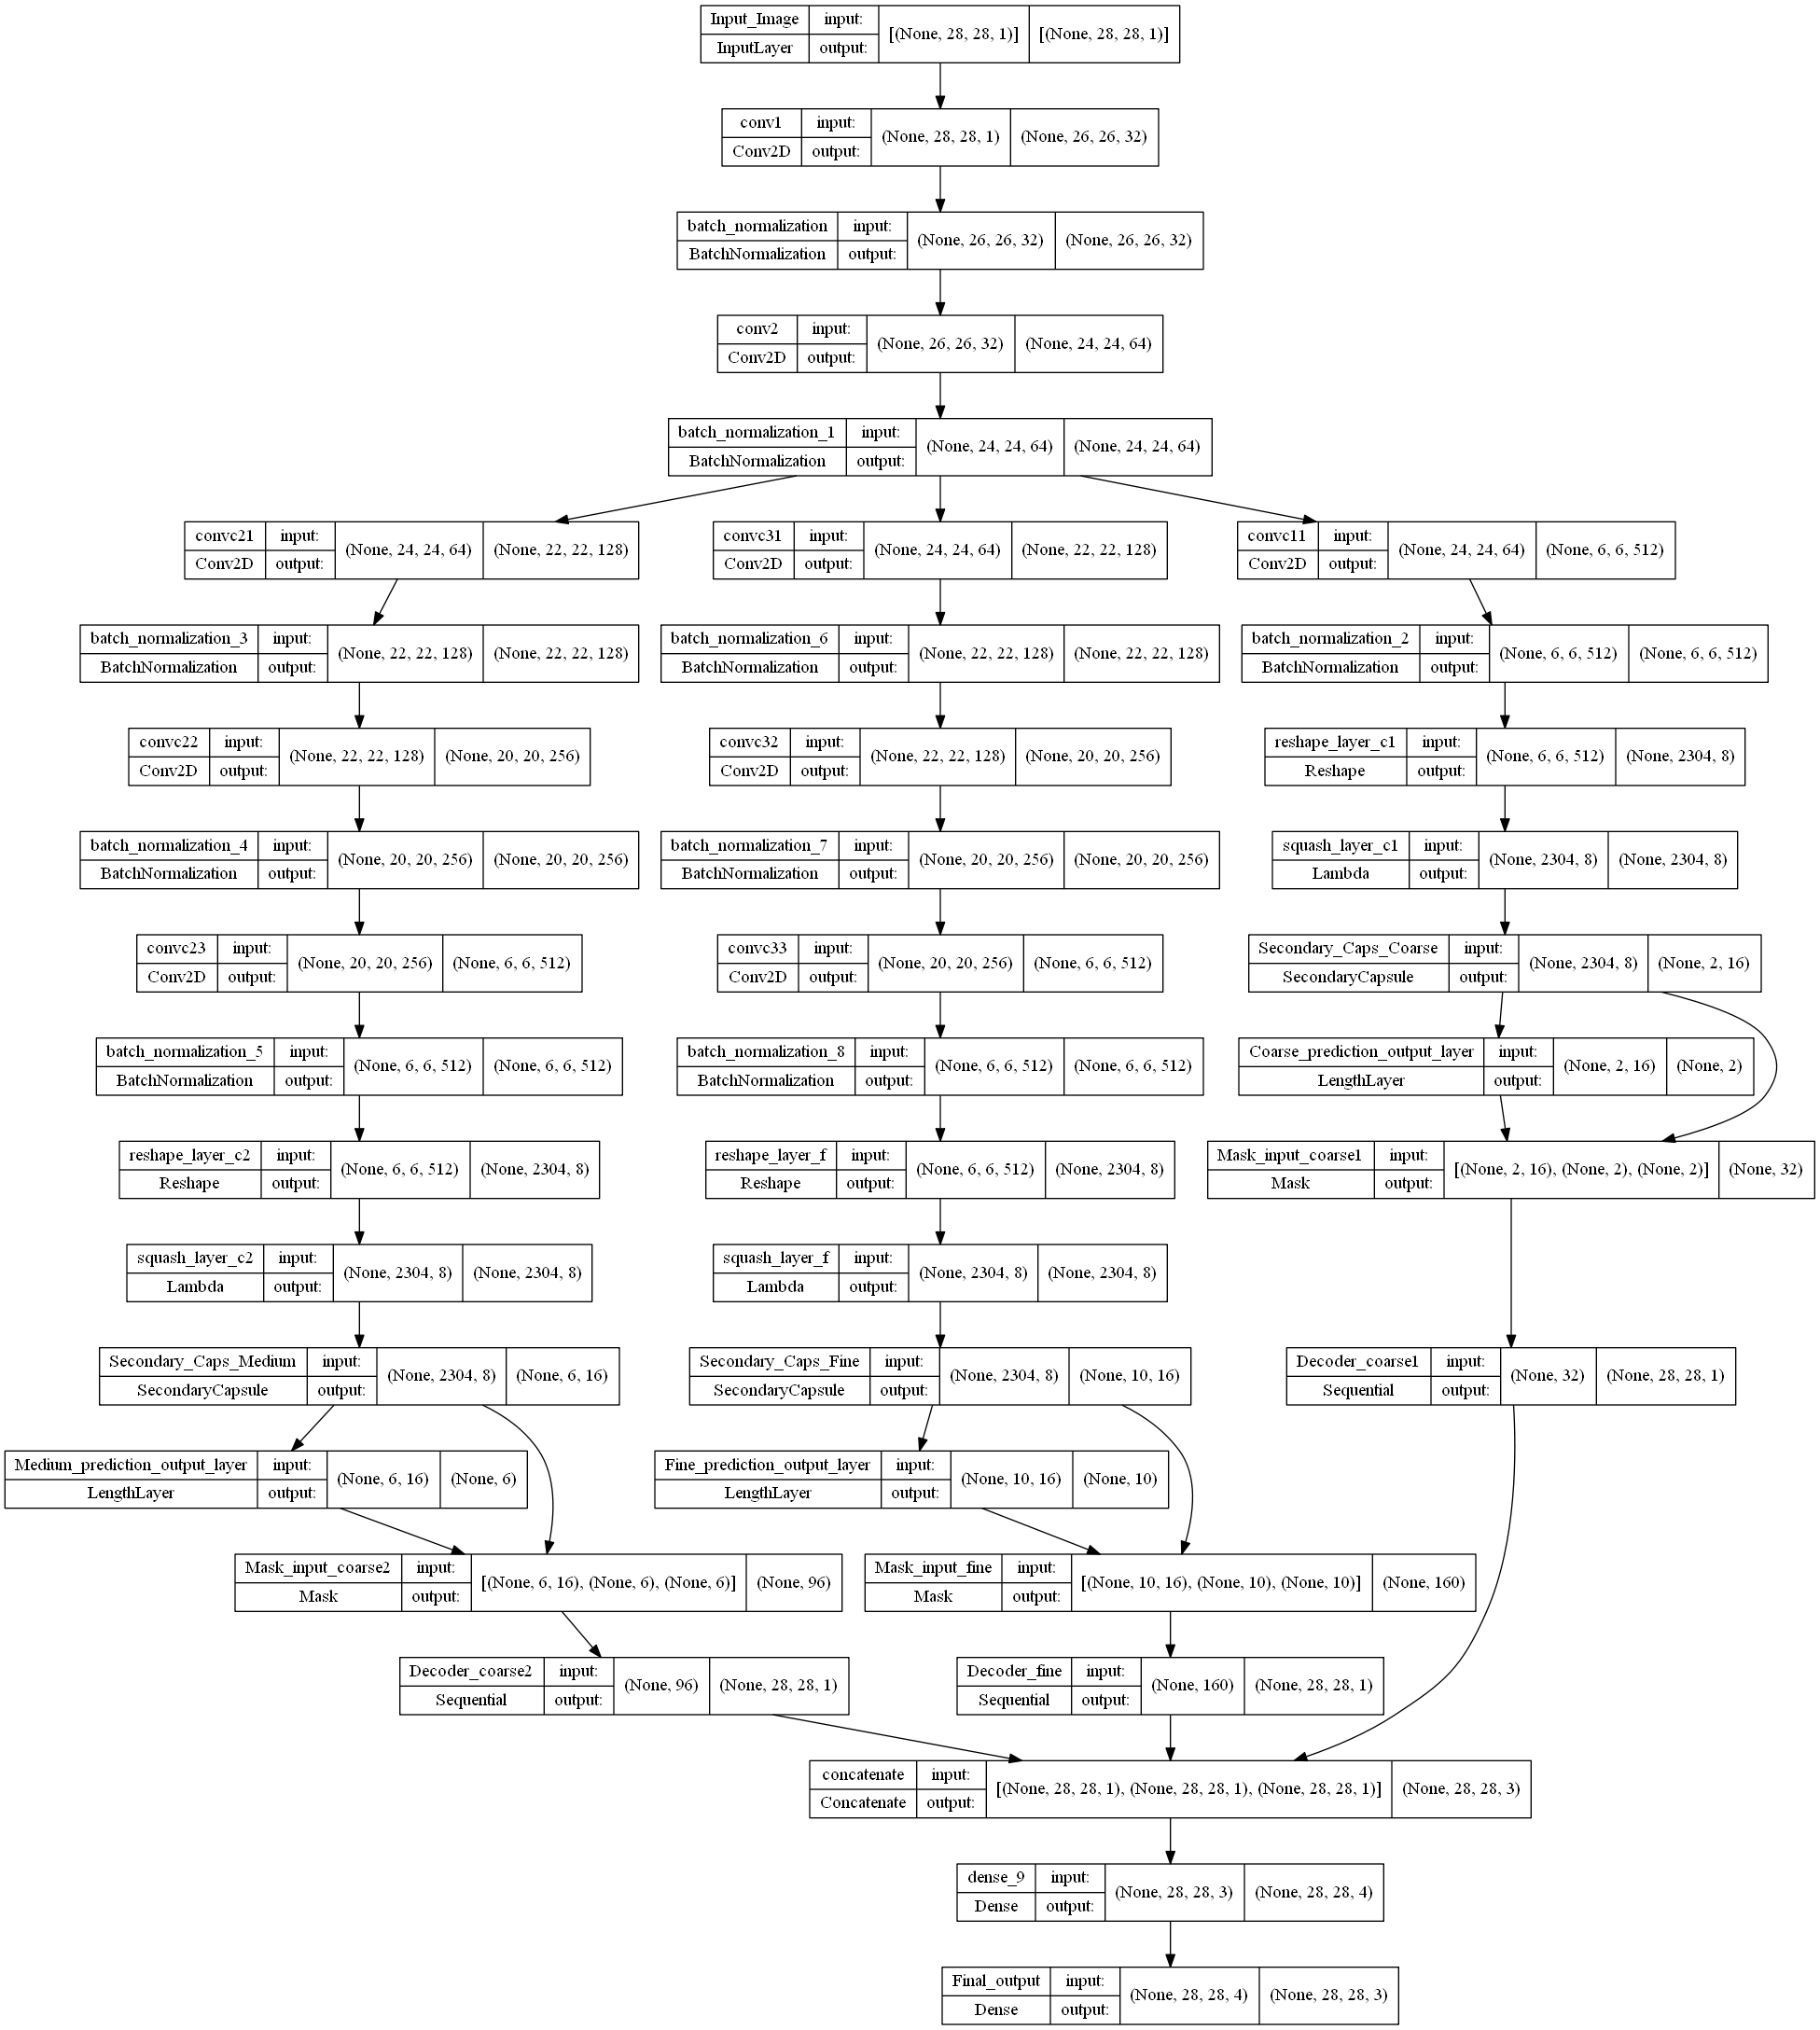 Input_Image input: [(None, 28, 28, 1)] [(None, 28, 28, 1)]
InputLayer output:
conv1 input: (None, 28, 28, 1) (None, 26, 26, 32)
Conv2D output:
batch_normalization input: (None, 26, 26, 32) (None, 26, 26, 32)
BatchNormalization output:
conv2 input: (None, 26, 26, 32) (None, 24, 24, 64)
Conv2D output:
batch_normalization_1 input: (None, 24, 24, 64) (None, 24, 24, 64)
BatchNormalization output:
convc21 input: (None, 24, 24, 64) (None, 22, 22, 128)
Conv2D output:
convc31 input: (None, 24, 24, 64) (None, 22, 22, 128)
Conv2D output:
convc11 input: (None, 24, 24, 64) (None, 6, 6, 512)
Conv2D output:
batch_normalization_3 input: (None, 22, 22, 128) (None, 22, 22, 128)
BatchNormalization output:
batch_normalization_6 input: (None, 22, 22, 128) (None, 22, 22, 128)
BatchNormalization output:
batch_normalization_2 input: (None, 6, 6, 512) (None, 6, 6, 512)
BatchNormalization output:
convc22 input: (None, 22, 22, 128) (None, 20, 20, 256)
Conv2D output:
convc32 input: (None, 22, 22, 128) (None, 20, 20, 256)
Conv2D output:
reshape_layer_c1 input: (None, 6, 6, 512) (None, 2304, 8)
Reshape output:
batch_normalization_4 input: (None, 20, 20, 256) (None, 20, 20, 256)
BatchNormalization output:
batch_normalization_7 input: (None, 20, 20, 256) (None, 20, 20, 256)
BatchNormalization output:
squash_layer_c1 input: (None, 2304, 8) (None, 2304, 8)
Lambda output:
convc23 input: (None, 20, 20, 256) (None, 6, 6, 512)
Conv2D output:
convc33 input: (None, 20, 20, 256) (None, 6, 6, 512)
Conv2D output:
Secondary_Caps_Coarse input: (None, 2304, 8) (None, 2, 16)
SecondaryCapsule output:
batch_normalization_5 input: (None, 6, 6, 512) (None, 6, 6, 512)
BatchNormalization output:
batch_normalization_8 input: (None, 6, 6, 512) (None, 6, 6, 512)
BatchNormalization output:
Coarse_prediction_output_layer input: (None, 2, 16) (None, 2)
LengthLayer output:
reshape_layer_c2 input: (None, 6, 6, 512) (None, 2304, 8)
Reshape output:
reshape_layer_f input: (None, 6, 6, 512) (None, 2304, 8)
Reshape output:
Mask_input_coarse1 input: [(None, 2, 16), (None, 2), (None, 2)] (None, 32)
Mask output:
squash_layer_c2 input: (None, 2304, 8) (None, 2304, 8)
Lambda output:
squash_layer_f input: (None, 2304, 8) (None, 2304, 8)
Lambda output:
Secondary_Caps_Medium input: (None, 2304, 8) (None, 6, 16)
SecondaryCapsule output:
Secondary_Caps_Fine input: (None, 2304, 8) (None, 10, 16)
SecondaryCapsule output:
Decoder_coarse1 input: (None, 32) (None, 28, 28, 1)
Sequential output:
Medium_prediction_output_layer input: (None, 6, 16) (None, 6)
LengthLayer output:
Fine_prediction_output_layer input: (None, 10, 16) (None, 10)
LengthLayer output:
Mask_input_coarse2 input: [(None, 6, 16), (None, 6), (None, 6)] (None, 96)
Mask output:
Mask_input_fine input: [(None, 10, 16), (None, 10), (None, 10)] (None, 160)
Mask output:
Decoder_coarse2 input: (None, 96) (None, 28, 28, 1)
Sequential output:
Decoder_fine input: (None, 160) (None, 28, 28, 1)
Sequential output:
concatenate input: [(None, 28, 28, 1), (None, 28, 28, 1), (None, 28, 28, 1)] (None, 28, 28, 3)
Concatenate output:
dense_9 input: (None, 28, 28, 3) (None, 28, 28, 4)
Dense output:
Final_output input: (None, 28, 28, 4) (None, 28, 28, 3)
Dense output: